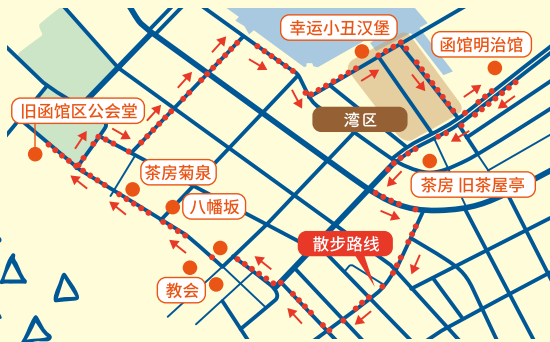 幸运小丑汉堡
函馆明治馆
旧函馆区公会堂
湾区
茶房菊泉
茶房 旧茶屋亭
八幡坂
散步路线
教会